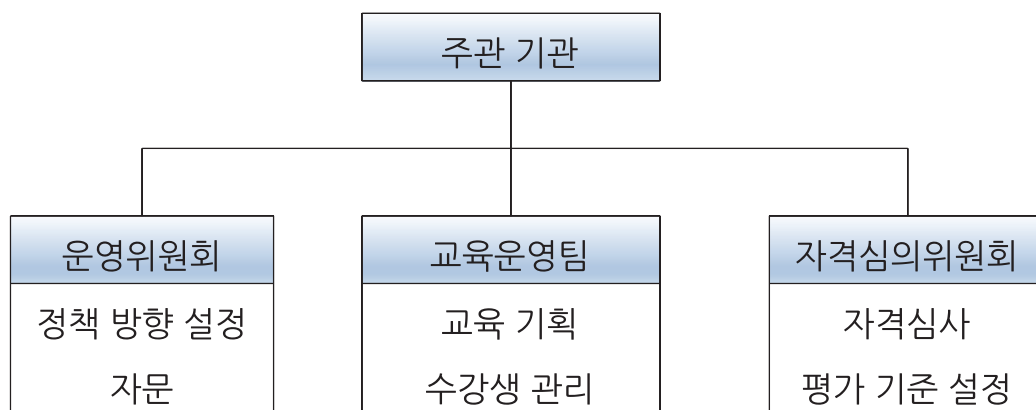 주관 기관
운영위원회
정책 방향 설정
자문
교육운영팀
교육 기획
수강생 관리
자격심의위원회
자격심사
평가 기준 설정